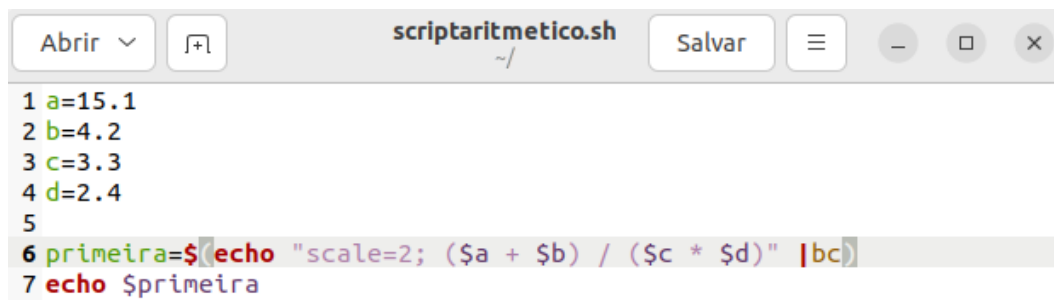 Abrir
scriptaritmetico.sh
~/
Salvar
1 a=15.1
2 b=4.2
3 c=3.3
4 d=2.4
5
6 primeira=$(echo "scale=2; ($a + $b) / ($c * $d)" |bc)
7 echo $primeira